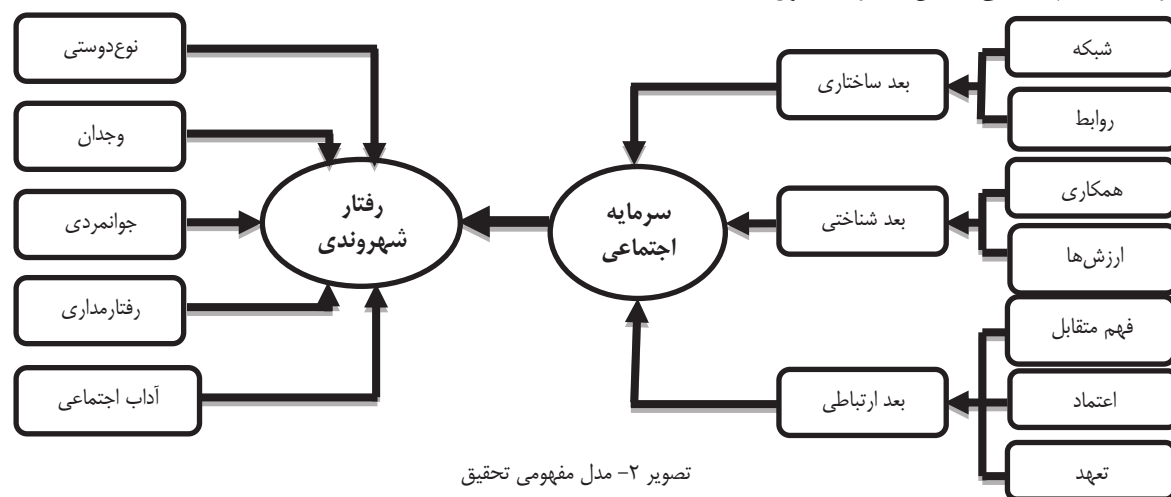 شبکه
روابط
همکاری
ارزش‌ها
فهم متقابل
اعتماد
تعهد
بعد ساختاری
بعد شناختی
بعد ارتباطی
سرمایه
اجتماعی
رفتار
شهروندی
نوع‌دوستی
وجدان
جوانمردی
رفتارمداری
آداب اجتماعی
تصویر ۲- مدل مفهومی تحقیق